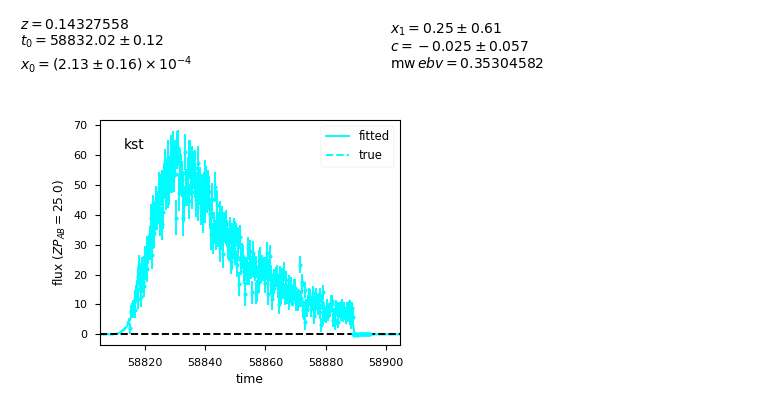 z = 0.14327558
t₀ = 58832.02 ± 0.12
x₀ = (2.13 ± 0.16) × 10⁻⁴
x₁ = 0.25 ± 0.61
c = −0.025 ± 0.057
mw ebv = 0.35304582
kst
fitted
true
70
60
50
40
30
20
10
0
flux (ZP_AB = 25.0)
58820 58840 58860 58880 58900
time